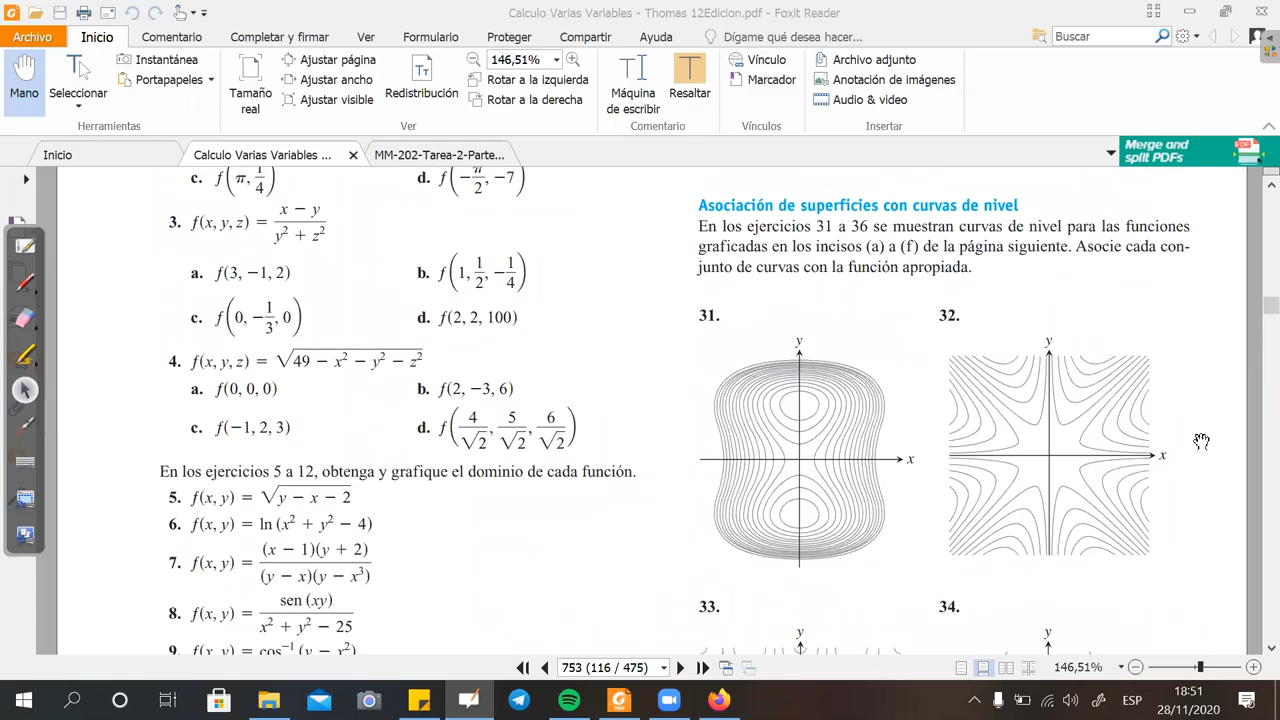 Calculo Varias Variables - Thomas 12Edicion.pdf - Foxit Reader
Archivo
Inicio
Comentario
Completar y firmar
Ver
Formulario
Proteger
Compartir
Ayuda
Dígame qué desea hacer...
Buscar
Mano
Seleccionar
Instantánea
Portapapeles
Herramientas
Tamaño
real
Ajustar página
Ajustar ancho
Ajustar visible
Redistribución
146,51%
Rotar a la izquierda
Rotar a la derecha
Ver
Máquina
de escribir
Resaltar
Comentario
Vínculo
Marcador
Vínculos
Archivo adjunto
Anotación de imágenes
Audio & video
Insertar
Inicio
Calculo Varias Variables ...
MM-202-Tarea-2-Parte...
Merge and
split PDFs
c. f(π, 1/4)
d. f(−π/2, −7)
3. f(x, y, z) = (x − y)/(y² + z²)
a. f(3, −1, 2)
b. f(1, 1/2, −1/4)
c. f(0, −1/3, 0)
d. f(2, 2, 100)
4. f(x, y, z) = √(49 − x² − y² − z²)
a. f(0, 0, 0)
b. f(2, −3, 6)
c. f(−1, 2, 3)
d. f(4/√2, 5/√2, 6/√2)
En los ejercicios 5 a 12, obtenga y grafique el dominio de cada función.
5. f(x, y) = √(y − x − 2)
6. f(x, y) = ln (x² + y² − 4)
7. f(x, y) = (x − 1)(y + 2)/((y − x)(y − x³))
8. f(x, y) = sen (xy)/(x² + y² − 25)
9. f(x, y) = cos⁻¹ (y − x²)
Asociación de superficies con curvas de nivel
En los ejercicios 31 a 36 se muestran curvas de nivel para las funciones
graficadas en los incisos (a) a (f) de la página siguiente. Asocie cada con-
junto de curvas con la función apropiada.
31.
32.
y
y
x
x
33.
34.
y
y
753 (116 / 475)
146,51%
ESP
18:51
28/11/2020